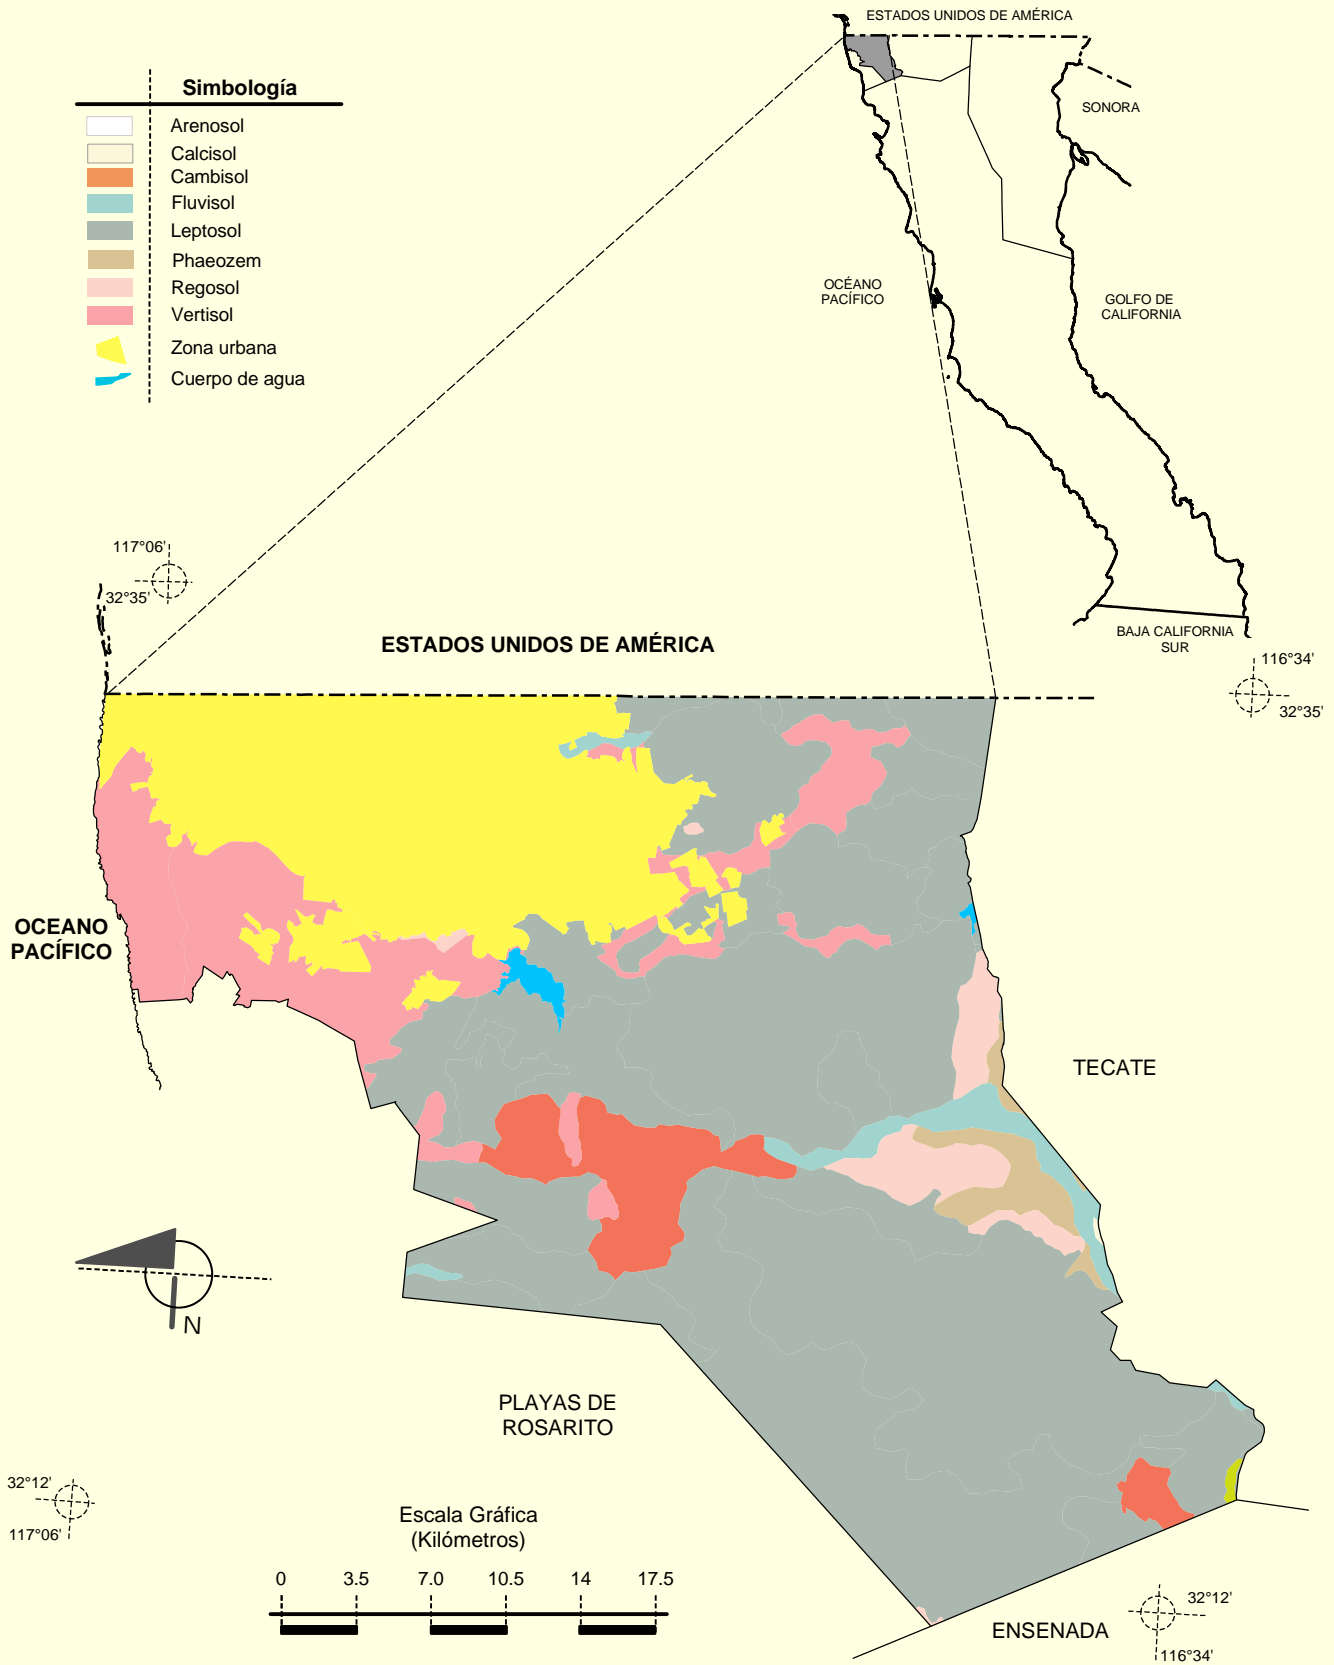 ESTADOS UNIDOS DE AMÉRICA
Simbología
Arenosol
Calcisol
Cambisol
Fluvisol
Leptosol
Phaeozem
Regosol
Vertisol
Zona urbana
Cuerpo de agua
SONORA
OCÉANO
PACÍFICO
GOLFO DE
CALIFORNIA
BAJA CALIFORNIA
SUR
117°06'
32°35'
116°34'
32°35'
ESTADOS UNIDOS DE AMÉRICA
OCEANO
PACÍFICO
TECATE
N
PLAYAS DE
ROSARITO
32°12'
117°06'
Escala Gráfica
(Kilómetros)
0 3.5 7.0 10.5 14 17.5
ENSENADA
32°12'
116°34'